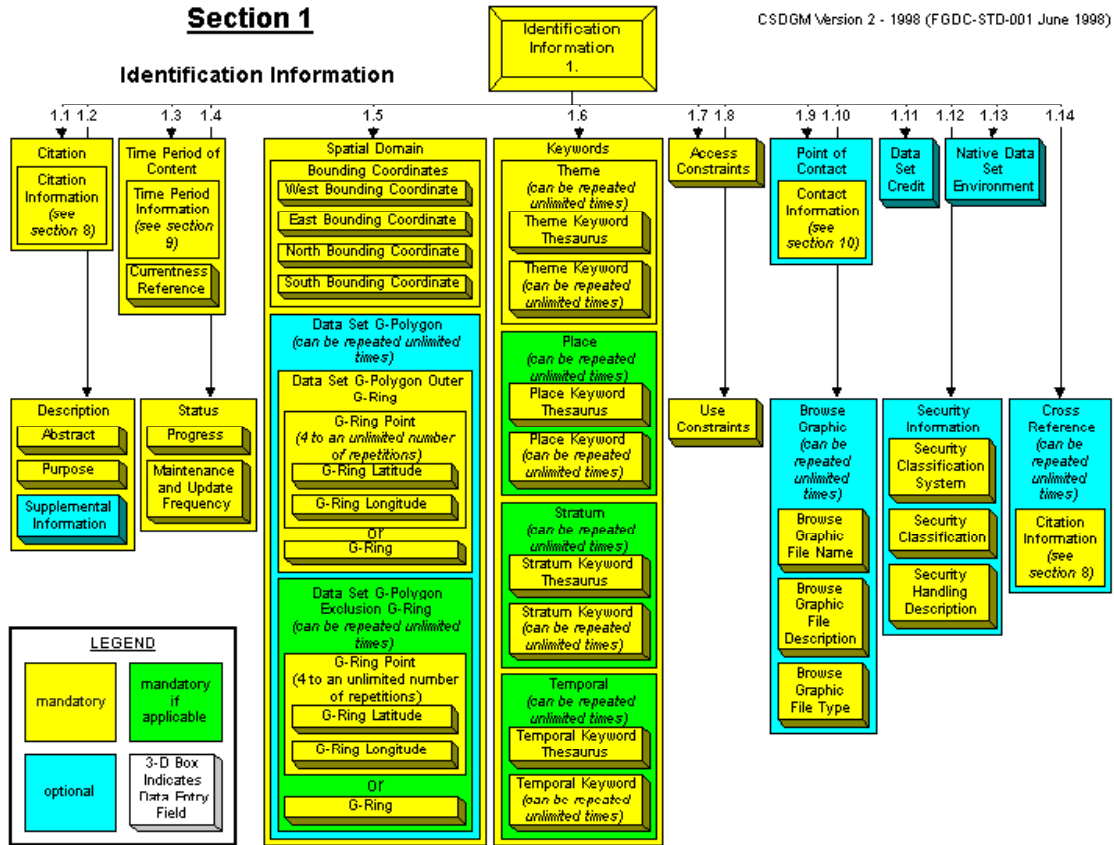 Section 1
CSDGM Version 2 - 1998 (FGDC-STD-001 June 1998)
Identification
Information
1.
Identification Information
1.1
1.2
1.3
1.4
1.5
1.6
1.7
1.8
1.9
1.10
1.11
1.12
1.13
1.14
Citation
Citation
Information
(see
section 8)
Time Period of
Content
Time Period
Information
(see section
9)
Currentness
Reference
Spatial Domain
Bounding Coordinates
West Bounding Coordinate
East Bounding Coordinate
North Bounding Coordinate
South Bounding Coordinate
Data Set G-Polygon
(can be repeated unlimited
times)
Data Set G-Polygon Outer
G-Ring
G-Ring Point
(4 to an unlimited number
of repetitions)
G-Ring Latitude
G-Ring Longitude
or
G-Ring
Data Set G-Polygon
Exclusion G-Ring
(can be repeated unlimited
times)
G-Ring Point
(4 to an unlimited number
of repetitions)
G-Ring Latitude
G-Ring Longitude
or
G-Ring
Keywords
Theme
(can be repeated
unlimited times)
Theme Keyword
Thesaurus
Theme Keyword
(can be repeated
unlimited times)
Place
(can be repeated
unlimited times)
Place Keyword
Thesaurus
Place Keyword
(can be repeated
unlimited times)
Stratum
(can be repeated
unlimited times)
Stratum Keyword
Thesaurus
Stratum Keyword
(can be repeated
unlimited times)
Temporal
(can be repeated
unlimited times)
Temporal Keyword
Thesaurus
Temporal Keyword
(can be repeated
unlimited times)
Access
Constraints
Point of
Contact
Contact
Information
(see
section 10)
Data
Set
Credit
Native Data
Set
Environment
Description
Abstract
Purpose
Supplemental
Information
Status
Progress
Maintenance
and Update
Frequency
Use
Constraints
Browse
Graphic
(can be
repeated
unlimited
times)
Browse
Graphic
File Name
Browse
Graphic
File
Description
Browse
Graphic
File Type
Security
Information
Security
Classification
System
Security
Classification
Security
Handling
Description
Cross
Reference
(can be
repeated
unlimited
times)
Citation
Information
(see
section 8)
LEGEND
mandatory
mandatory
if
applicable
optional
3-D Box
Indicates
Data Entry
Field